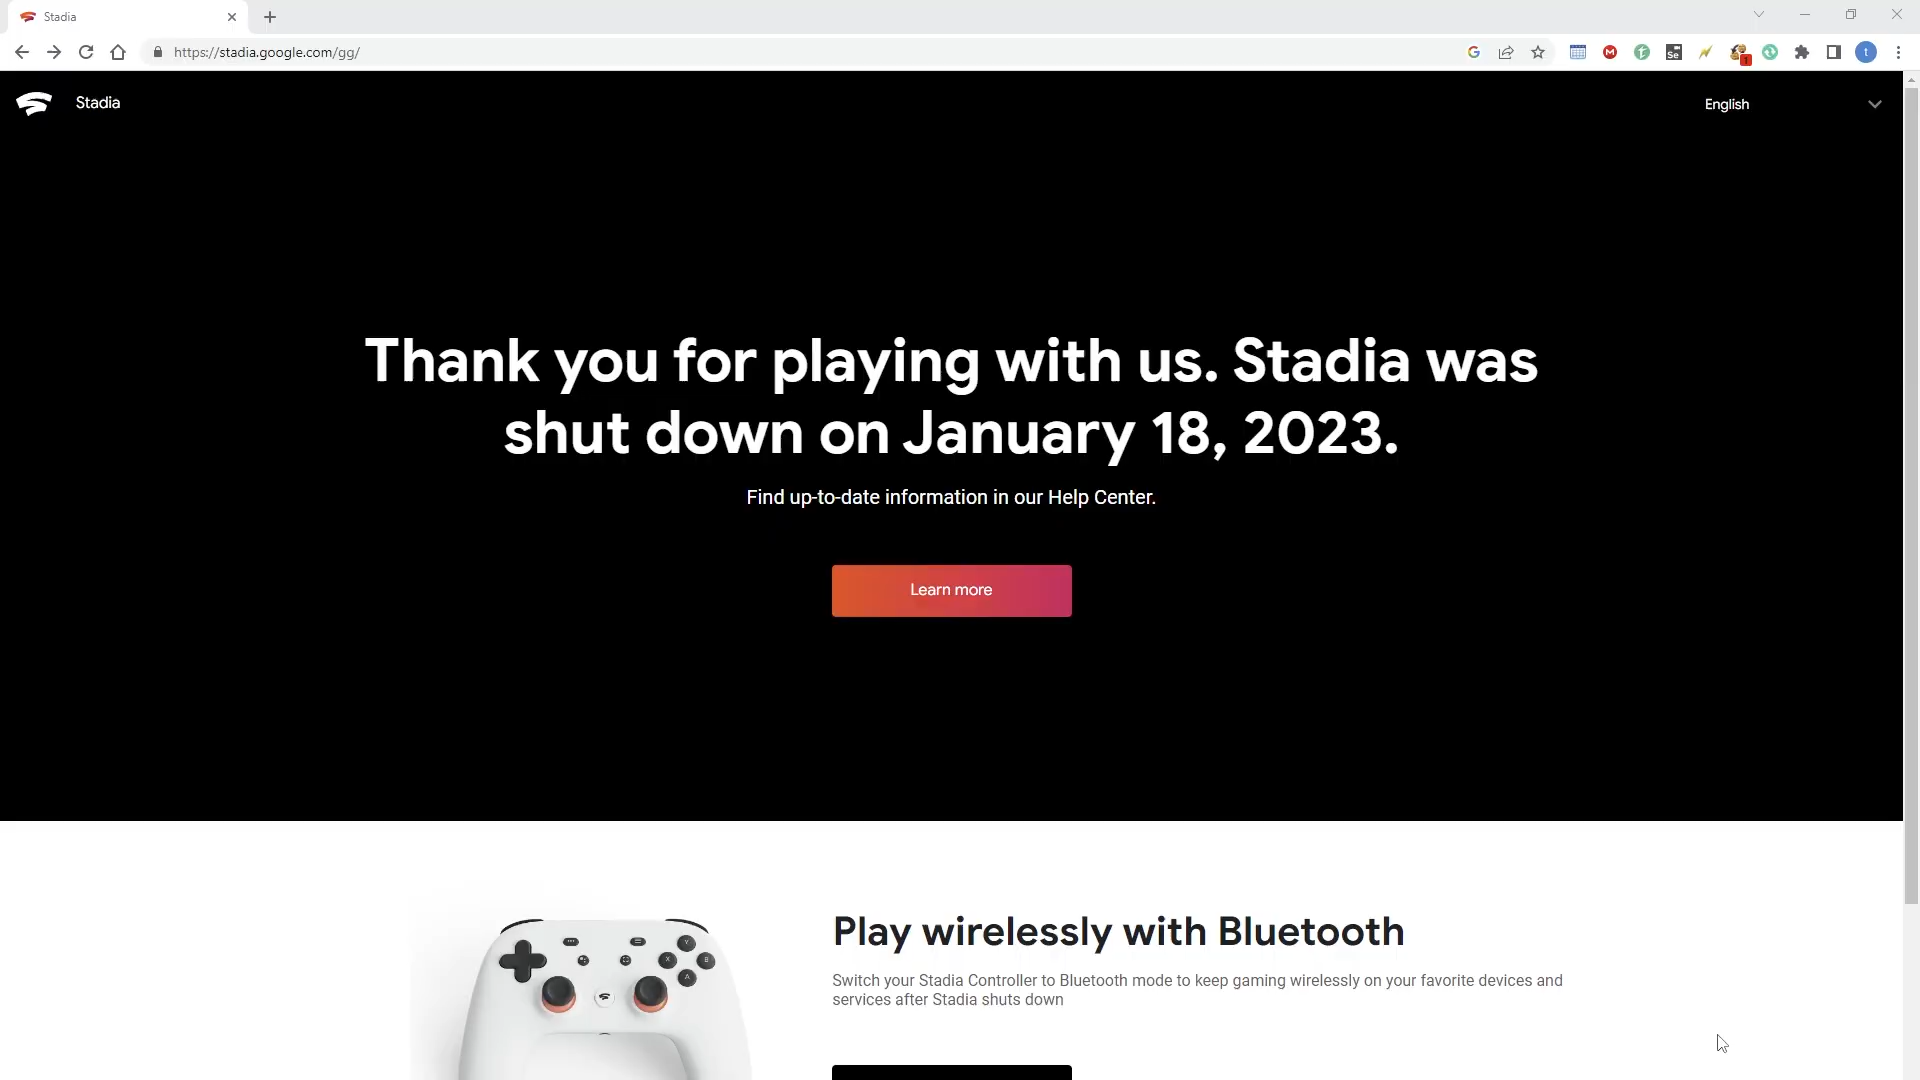 Stadia
https://stadia.google.com/gg/
Se
1
t
Stadia
English
Thank you for playing with us. Stadia was
shut down on January 18, 2023.
Find up-to-date information in our Help Center.
Learn more
Play wirelessly with Bluetooth
Switch your Stadia Controller to Bluetooth mode to keep gaming wirelessly on your favorite devices and
services after Stadia shuts down
Y
X
B
A